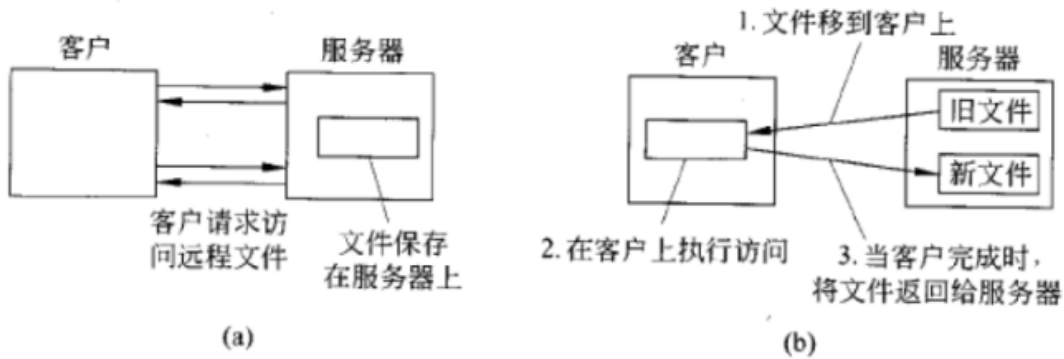 客户
服务器
客户请求访
问远程文件
文件保存
在服务器上
(a)
1. 文件移到客户上
客户
服务器
旧文件
新文件
2. 在客户上执行访问
3. 当客户完成时，
将文件返回给服务器
(b)